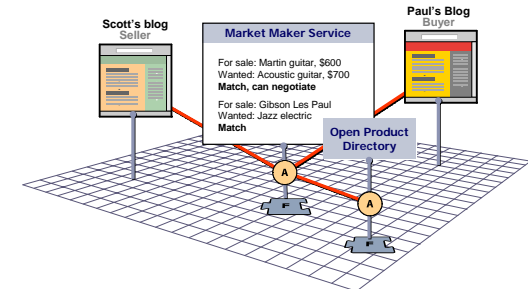 Scott's blog
Seller
Market Maker Service
For sale: Martin guitar, $600
Wanted: Acoustic guitar, $700
Match, can negotiate
For sale: Gibson Les Paul
Wanted: Jazz electric
Match
Paul's Blog
Buyer
Open Product
Directory
A
A
F
F